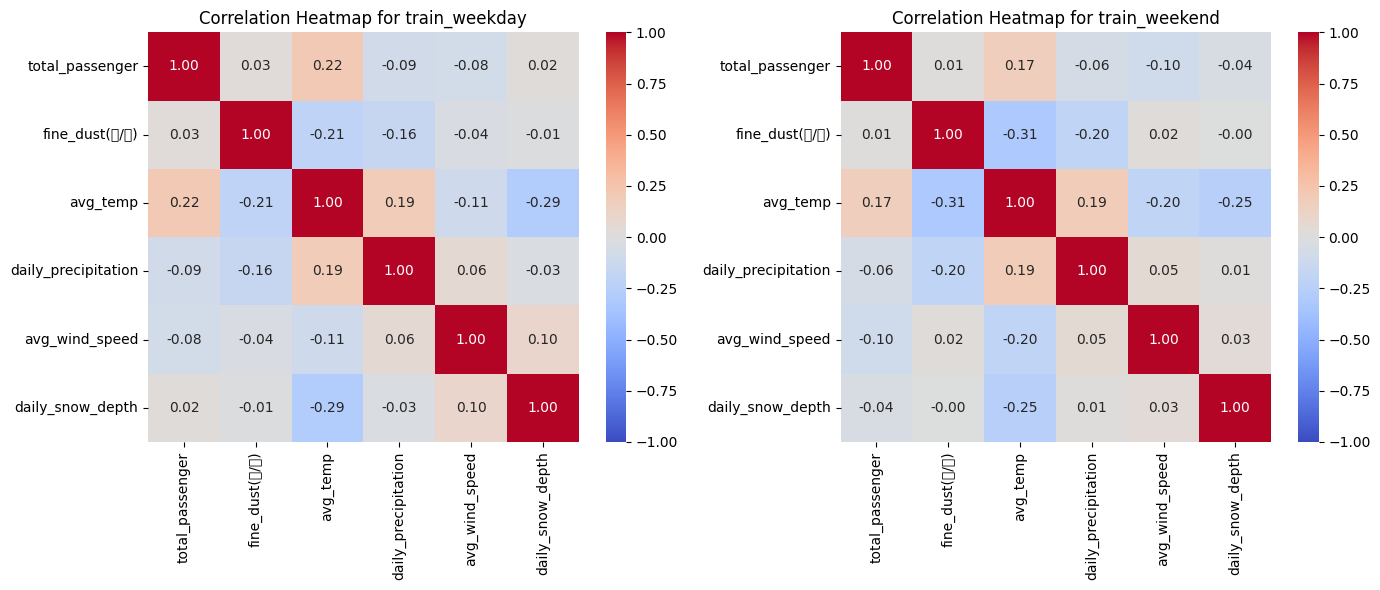 Correlation Heatmap for train_weekday
total_passenger 1.00 0.03 0.22 -0.09 -0.08 0.02
fine_dust(▯/▯) 0.03 1.00 -0.21 -0.16 -0.04 -0.01
avg_temp 0.22 -0.21 1.00 0.19 -0.11 -0.29
daily_precipitation -0.09 -0.16 0.19 1.00 0.06 -0.03
avg_wind_speed -0.08 -0.04 -0.11 0.06 1.00 0.10
daily_snow_depth 0.02 -0.01 -0.29 -0.03 0.10 1.00
total_passenger
fine_dust(▯/▯)
avg_temp
daily_precipitation
avg_wind_speed
daily_snow_depth
1.00
0.75
0.50
0.25
0.00
−0.25
−0.50
−0.75
−1.00
Correlation Heatmap for train_weekend
total_passenger 1.00 0.01 0.17 -0.06 -0.10 -0.04
fine_dust(▯/▯) 0.01 1.00 -0.31 -0.20 0.02 -0.00
avg_temp 0.17 -0.31 1.00 0.19 -0.20 -0.25
daily_precipitation -0.06 -0.20 0.19 1.00 0.05 0.01
avg_wind_speed -0.10 0.02 -0.20 0.05 1.00 0.03
daily_snow_depth -0.04 -0.00 -0.25 0.01 0.03 1.00
total_passenger
fine_dust(▯/▯)
avg_temp
daily_precipitation
avg_wind_speed
daily_snow_depth
1.00
0.75
0.50
0.25
0.00
−0.25
−0.50
−0.75
−1.00